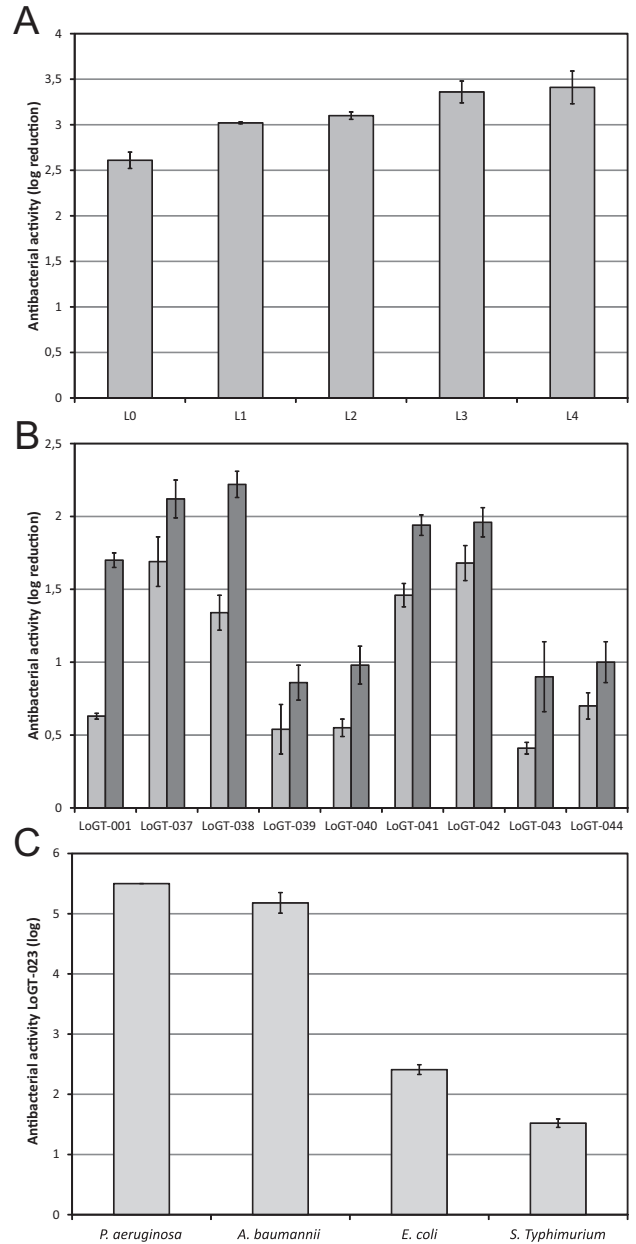 A
Antibacterial activity (log reduction)
4
3,5
3
2,5
2
1,5
1
0,5
0
L0 L1 L2 L3 L4
B
Antibacterial activity (log reduction)
2,5
2
1,5
1
0,5
0
LoGT-001 LoGT-037 LoGT-038 LoGT-039 LoGT-040 LoGT-041 LoGT-042 LoGT-043 LoGT-044
C
Antibacterial activity LoGT-023 (log)
6
5
4
3
2
1
0
P. aeruginosa A. baumannii E. coli S. Typhimurium